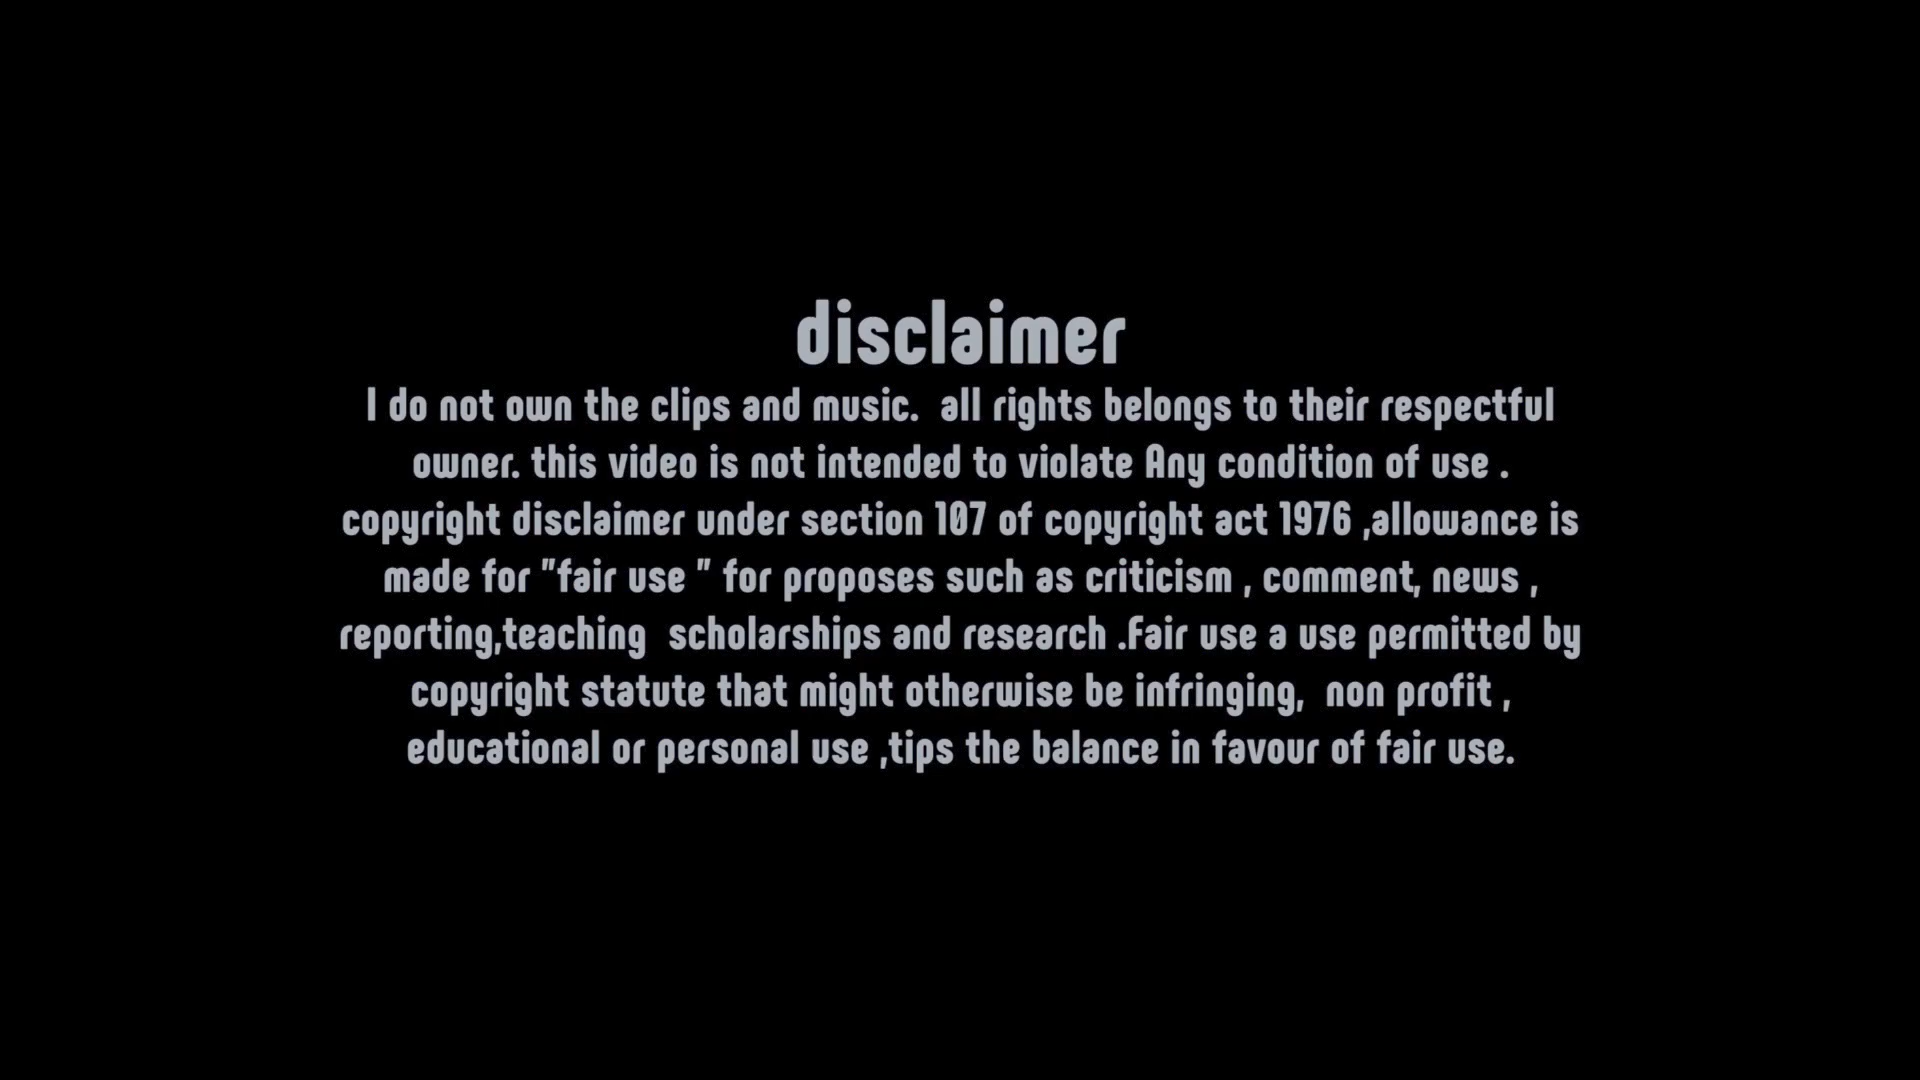 disclaimer
I do not own the clips and music.  all rights belongs to their respectful
owner. this video is not intended to violate Any condition of use .
copyright disclaimer under section 107 of copyright act 1976 ,allowance is
made for "fair use " for proposes such as criticism , comment, news ,
reporting,teaching  scholarships and research .Fair use a use permitted by
copyright statute that might otherwise be infringing,  non profit ,
educational or personal use ,tips the balance in favour of fair use.